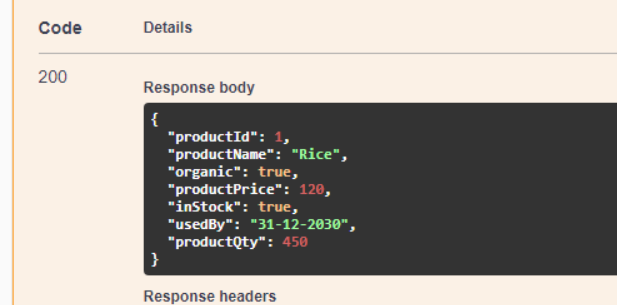 Code Details
200
Response body
{
  "productId": 1,
  "productName": "Rice",
  "organic": true,
  "productPrice": 120,
  "inStock": true,
  "usedBy": "31-12-2030",
  "productQty": 450
}
Response headers